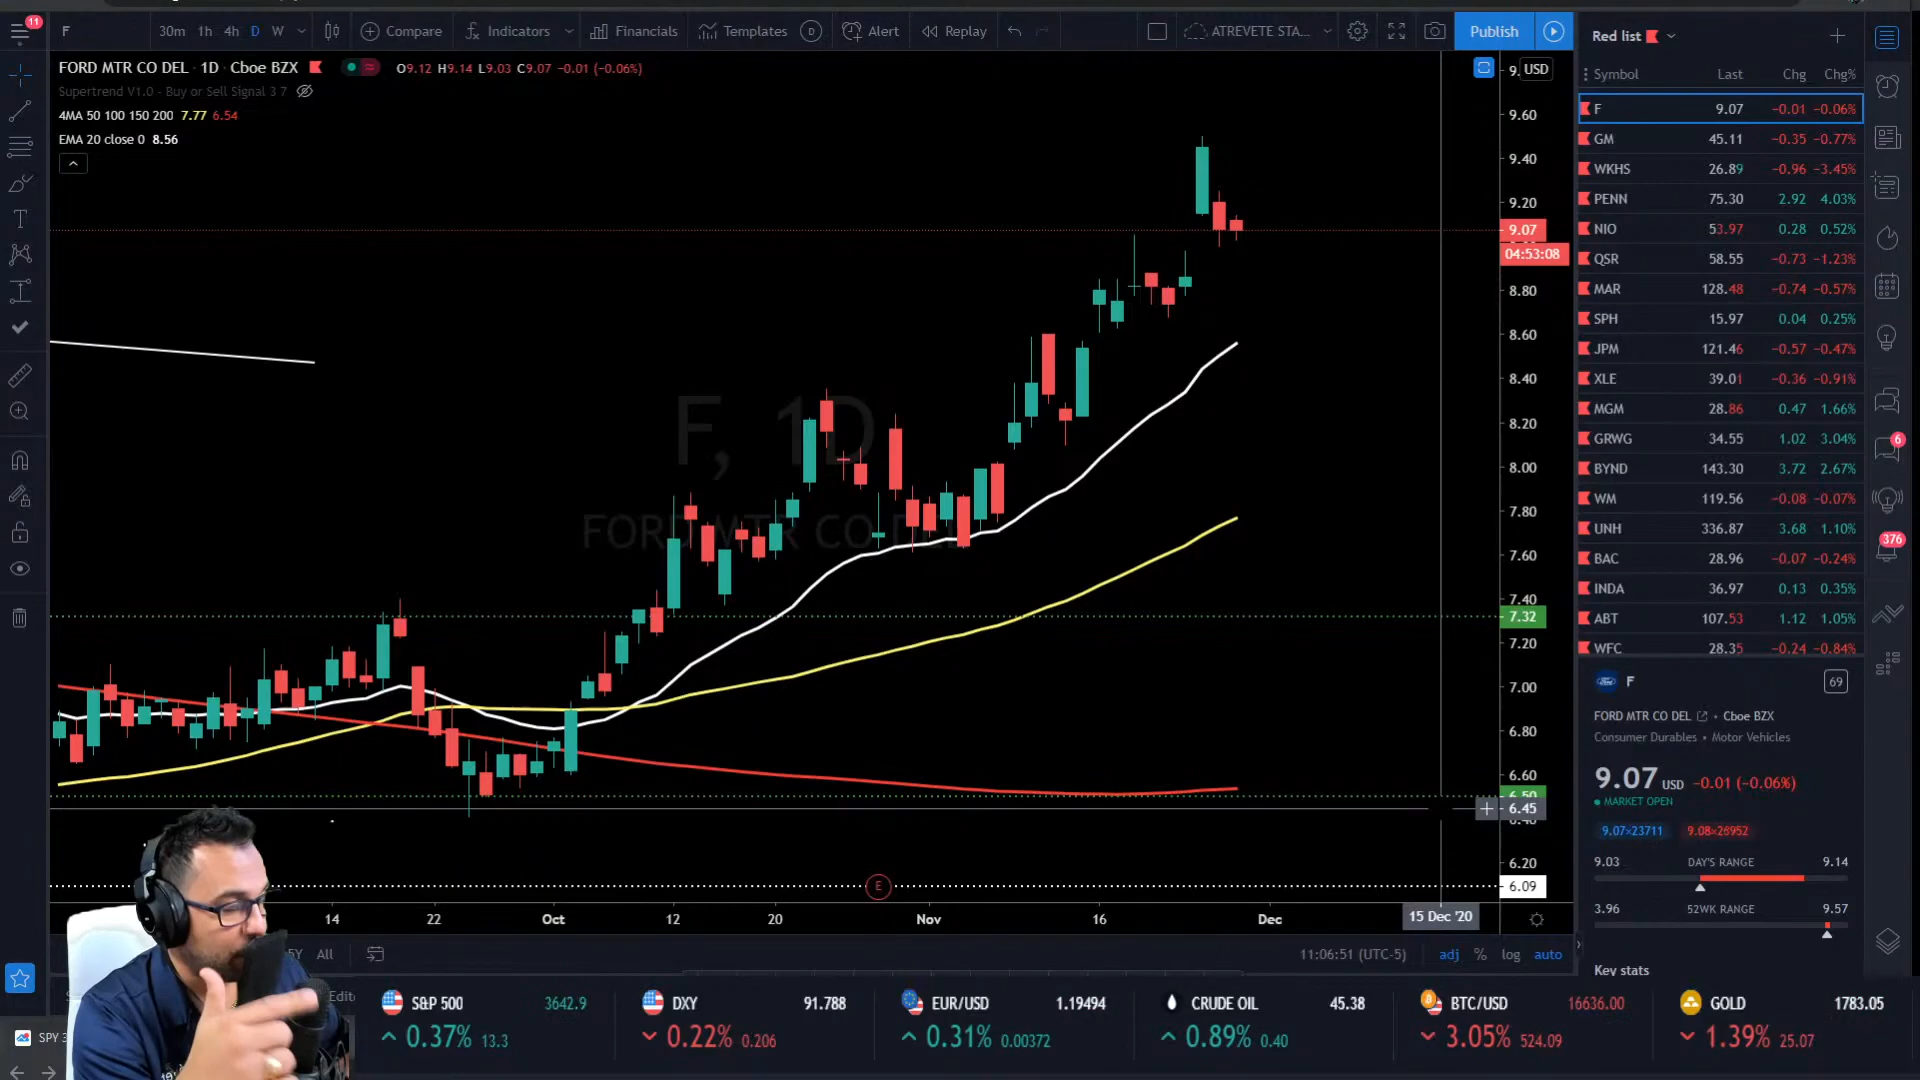 11
F
30m 1h 4h D W
Compare
Indicators
Financials
Templates
D
Alert
Replay
ATREVETE STA...
Publish
Red list
FORD MTR CO DEL · 1D · Cboe BZX
O9.12 H9.14 L9.03 C9.07 −0.01 (−0.06%)
Supertrend V1.0 - Buy or Sell Signal 3 7
4MA 50 100 150 200 7.77 6.54
EMA 20 close 0 8.56
USD
9.60
9.40
9.20
9.07
04:53:08
8.80
8.60
8.40
8.20
8.00
7.80
7.60
7.40
7.32
7.20
7.00
6.80
6.60
6.50
6.45
6.40
6.20
6.09
F, 1D
FORD MTR CO DEL
E
14 22 Oct 12 20 Nov 16 Dec 15 Dec '20
5Y All
11:06:51 (UTC-5) adj % log auto
Symbol Last Chg Chg%
F 9.07 −0.01 −0.06%
GM 45.11 −0.35 −0.77%
WKHS 26.89 −0.96 −3.45%
PENN 75.30 2.92 4.03%
NIO 53.97 0.28 0.52%
QSR 58.55 −0.73 −1.23%
MAR 128.48 −0.74 −0.57%
SPH 15.97 0.04 0.25%
JPM 121.46 −0.57 −0.47%
XLE 39.01 −0.36 −0.91%
MGM 28.86 0.47 1.66%
GRWG 34.55 1.02 3.04%
BYND 143.30 3.72 2.67%
WM 119.56 −0.08 −0.07%
UNH 336.87 3.68 1.10%
BAC 28.96 −0.07 −0.24%
INDA 36.97 0.13 0.35%
ABT 107.53 1.12 1.05%
WFC 28.35 −0.24 −0.84%
6
376
F 69
FORD MTR CO DEL • Cboe BZX
Consumer Durables • Motor Vehicles
9.07 USD −0.01 (−0.06%)
MARKET OPEN
9.07×23711 9.08×26952
9.03 DAY'S RANGE 9.14
3.96 52WK RANGE 9.57
Key stats
S&P 500 3642.9
0.37% 13.3
DXY 91.788
0.22% 0.206
EUR/USD 1.19494
0.31% 0.00372
CRUDE OIL 45.38
0.89% 0.40
BTC/USD 16636.00
3.05% 524.09
GOLD 1783.05
1.39% 25.07
SPY